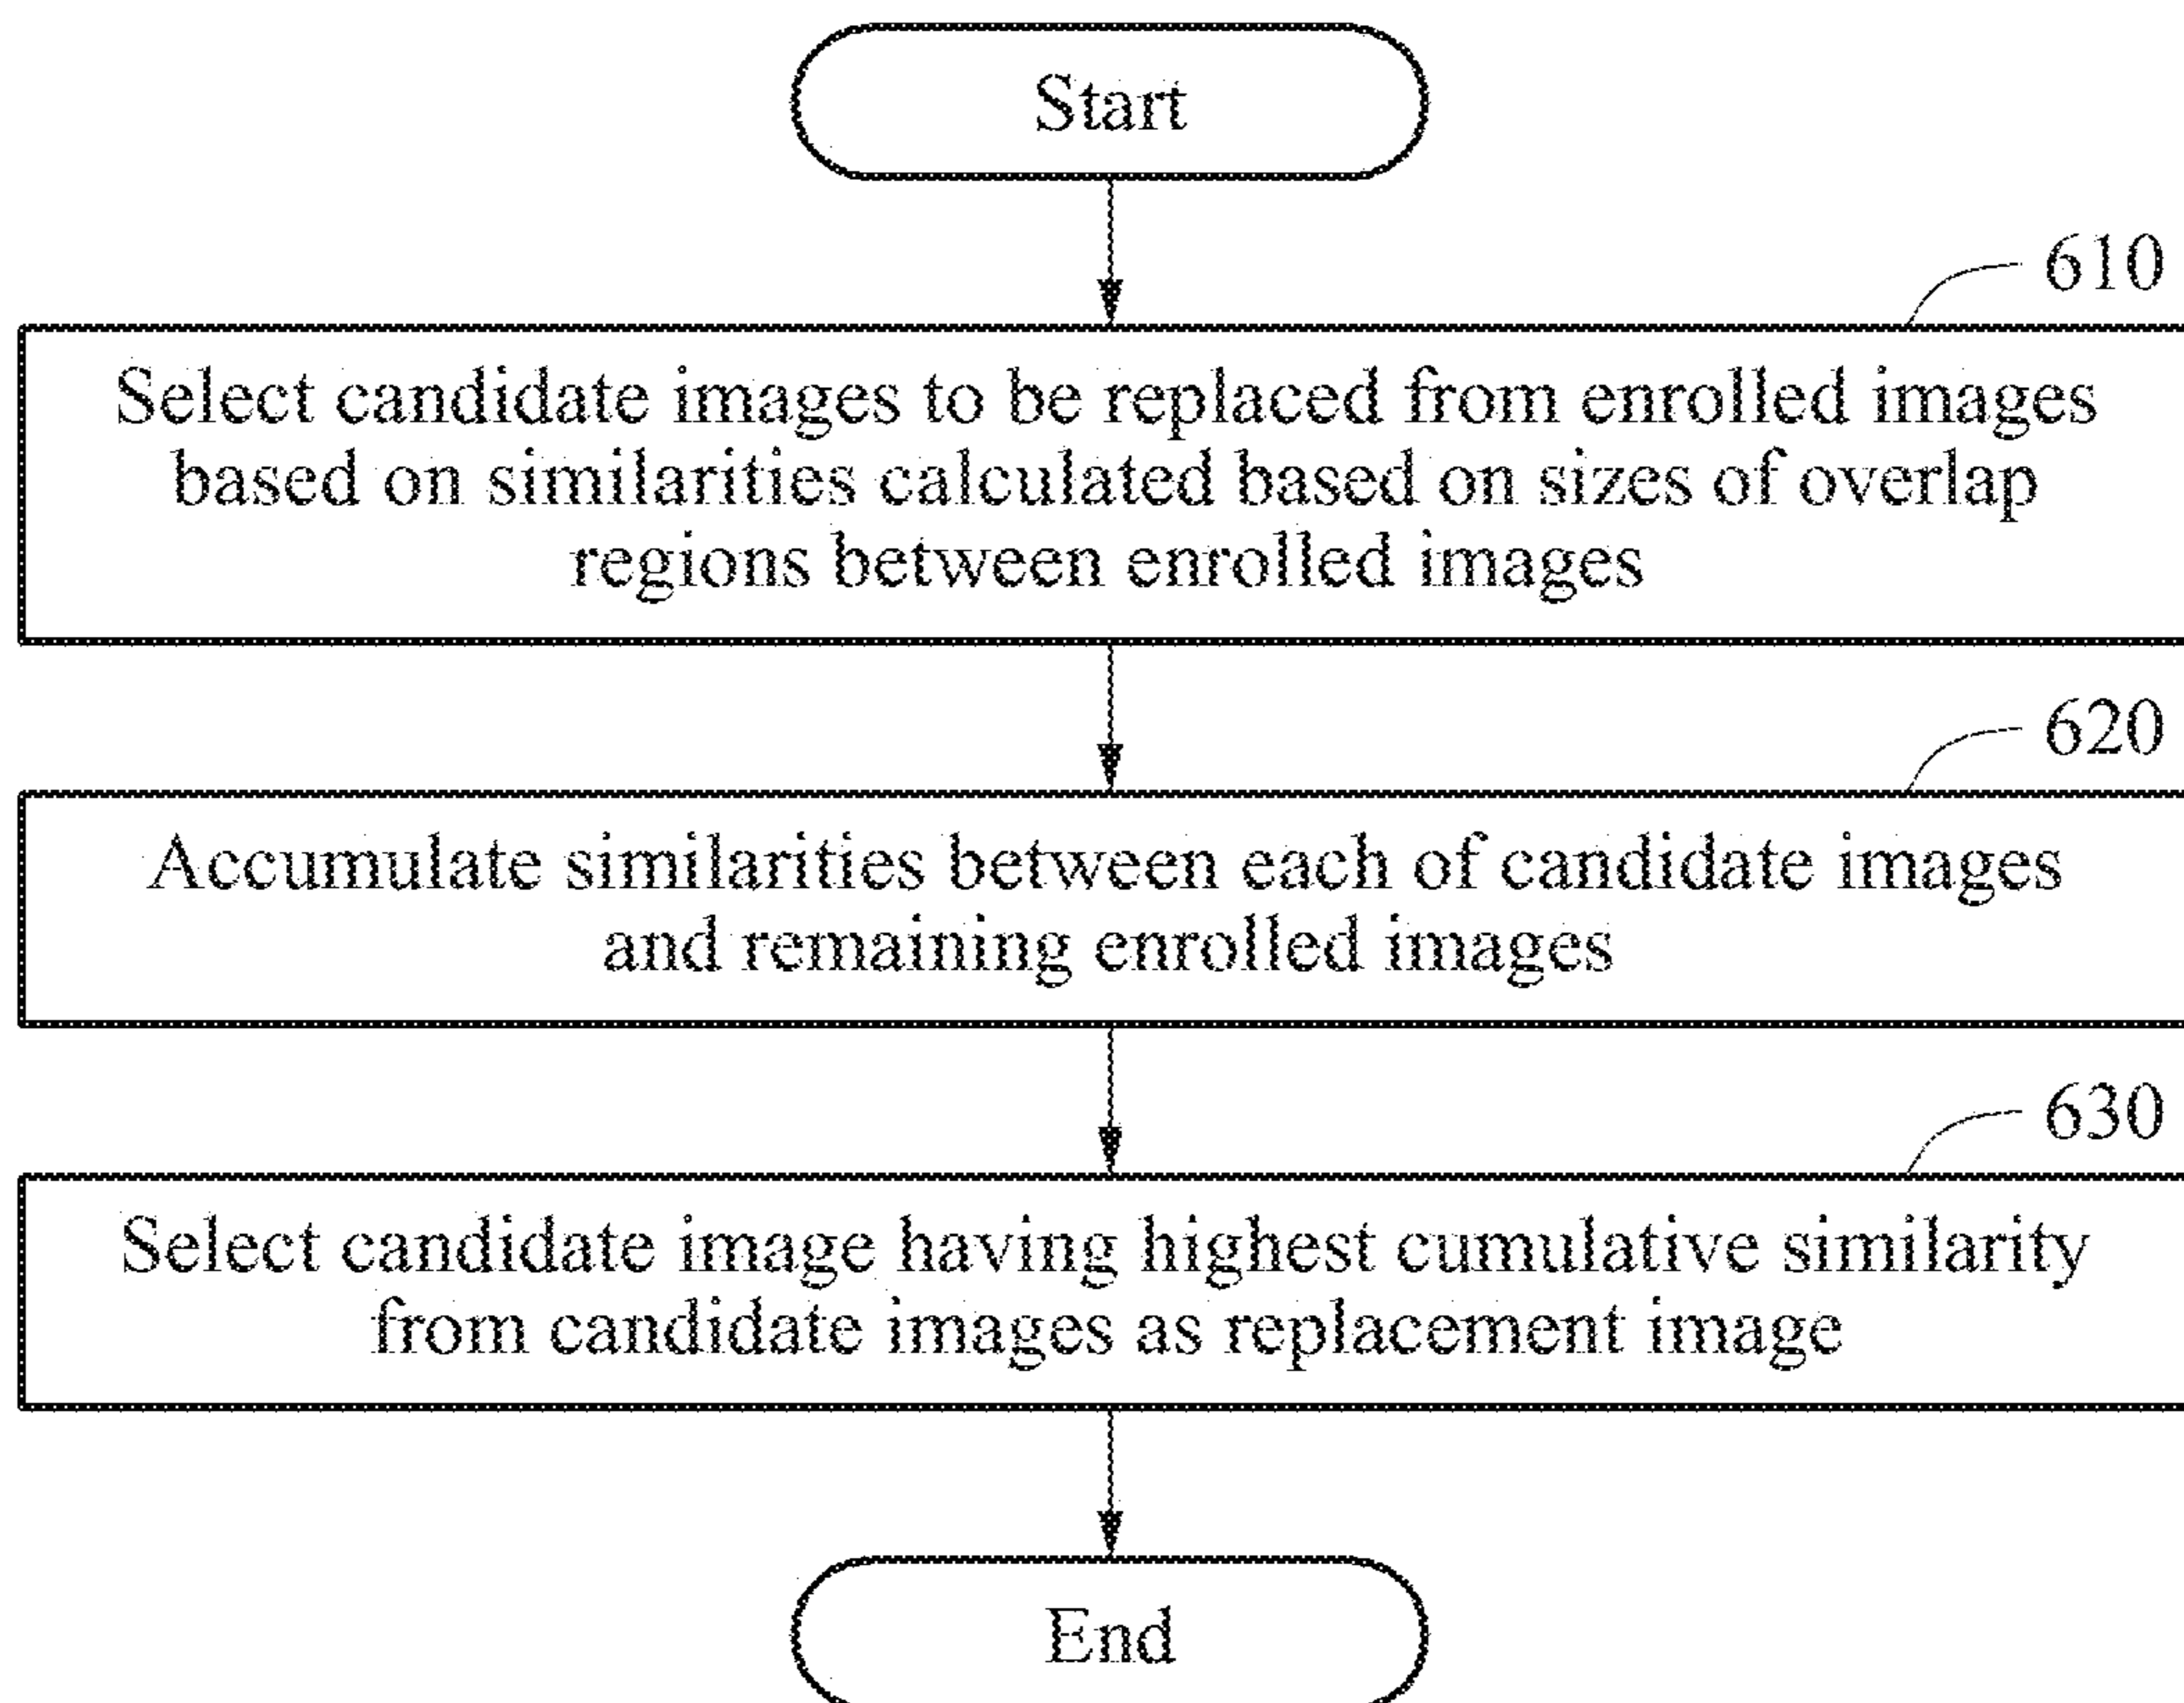 Start
610
Select candidate images to be replaced from enrolled images
based on similarities calculated based on sizes of overlap
regions between enrolled images
620
Accumulate similarities between each of candidate images
and remaining enrolled images
630
Select candidate image having highest cumulative similarity
from candidate images as replacement image
End